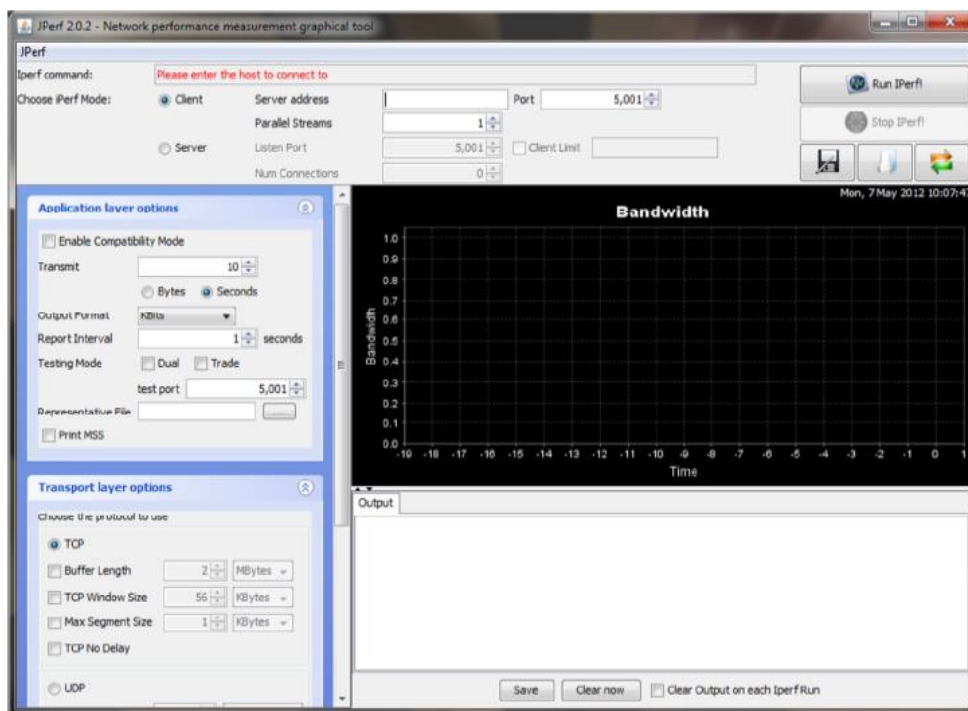 JPerf 2.0.2 - Network performance measurement graphical tool
JPerf
Iperf command: Please enter the host to connect to
Choose iPerf Mode: Client Server address Port 5,001
Parallel Streams 1
Server Listen Port 5,001 Client Limit
Num Connections 0
Run IPerf!
Stop IPerf!
Application layer options
Enable Compatibility Mode
Transmit 10
Bytes Seconds
Output Format KBits
Report Interval 1 seconds
Testing Mode Dual Trade
test port 5,001
Representative File ...
Print MSS
Transport layer options
Choose the protocol to use
TCP
Buffer Length 2 MBytes
TCP Window Size 56 KBytes
Max Segment Size 1 KBytes
TCP No Delay
UDP
Mon, 7 May 2012 10:07:47
Bandwidth
1.0
0.9
0.8
0.7
0.6
0.5
0.4
0.3
0.2
0.1
0.0
Bandwidth
-19 -18 -17 -16 -15 -14 -13 -12 -11 -10 -9 -8 -7 -6 -5 -4 -3 -2 -1 0 1
Time
Output
Save Clear now Clear Output on each Iperf Run